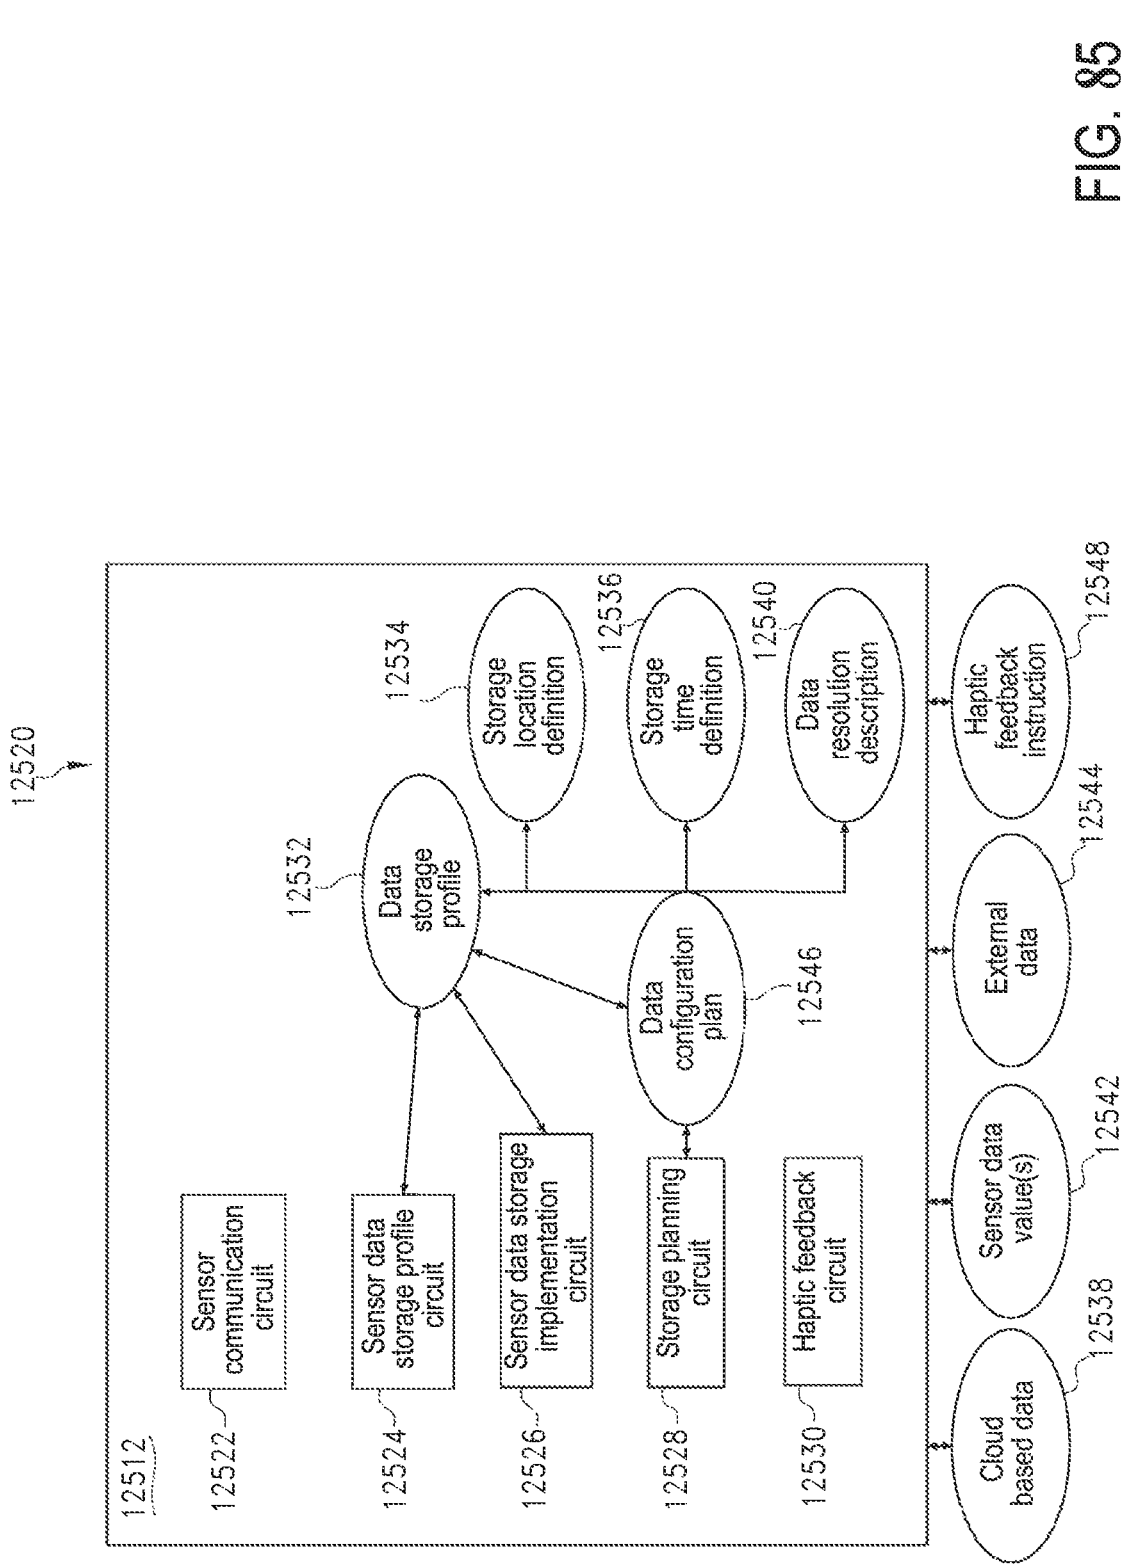 12520
12512
12522
Sensor
communication
circuit
12524
Sensor data
storage profile
circuit
12526
Sensor data storage
implementation
circuit
12528
Storage planning
circuit
12530
Haptic feedback
circuit
12532
Data
storage
profile
12546
Data
configuration
plan
12534
Storage
location
definition
12536
Storage
time
definition
12540
Data
resolution
description
Cloud
based data
12538
Sensor data
value(s)
12542
External
data
12544
Haptic
feedback
instruction
12548
FIG. 85